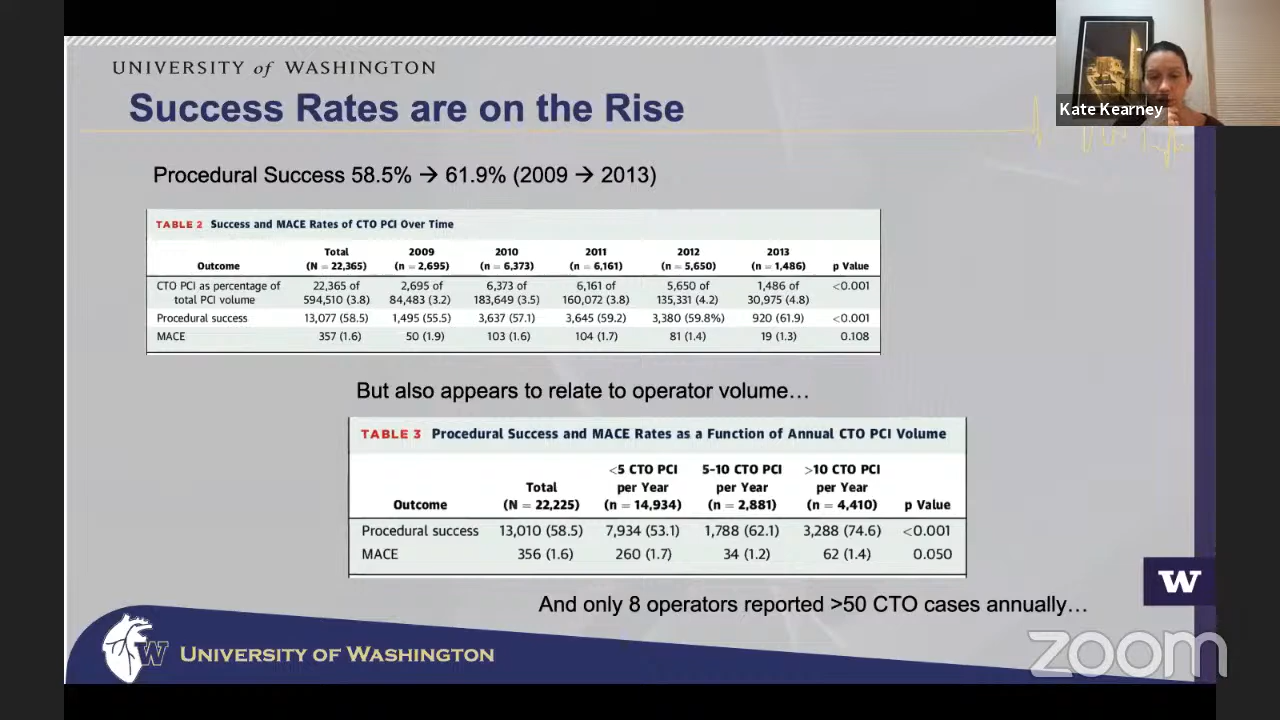 UNIVERSITY of WASHINGTON
Success Rates are on the Rise
Kate Kearney
Procedural Success 58.5% → 61.9% (2009 → 2013)
TABLE 2 Success and MACE Rates of CTO PCI Over Time
Outcome Total (N = 22,365) 2009 (n = 2,695) 2010 (n = 6,373) 2011 (n = 6,161) 2012 (n = 5,650) 2013 (n = 1,486) p Value
CTO PCI as percentage of total PCI volume 22,365 of 594,510 (3.8) 2,695 of 84,483 (3.2) 6,373 of 183,649 (3.5) 6,161 of 160,072 (3.8) 5,650 of 135,331 (4.2) 1,486 of 30,975 (4.8) <0.001
Procedural success 13,077 (58.5) 1,495 (55.5) 3,637 (57.1) 3,645 (59.2) 3,380 (59.8%) 920 (61.9) <0.001
MACE 357 (1.6) 50 (1.9) 103 (1.6) 104 (1.7) 81 (1.4) 19 (1.3) 0.108
But also appears to relate to operator volume…
TABLE 3 Procedural Success and MACE Rates as a Function of Annual CTO PCI Volume
Outcome Total (N = 22,225) <5 CTO PCI per Year (n = 14,934) 5-10 CTO PCI per Year (n = 2,881) >10 CTO PCI per Year (n = 4,410) p Value
Procedural success 13,010 (58.5) 7,934 (53.1) 1,788 (62.1) 3,288 (74.6) <0.001
MACE 356 (1.6) 260 (1.7) 34 (1.2) 62 (1.4) 0.050
W
And only 8 operators reported >50 CTO cases annually…
W
UNIVERSITY OF WASHINGTON
zoom